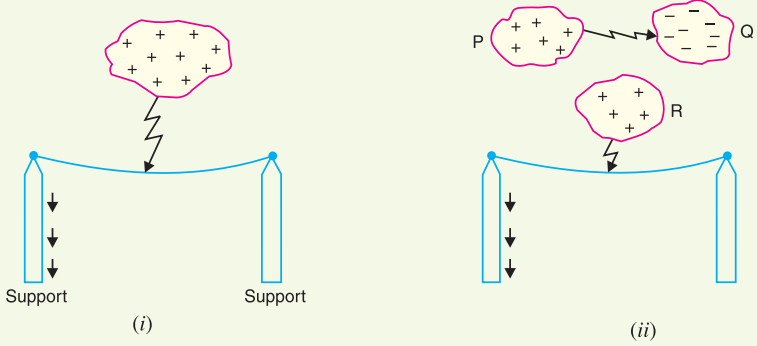 P
Q
R
Support
Support
(i)
(ii)